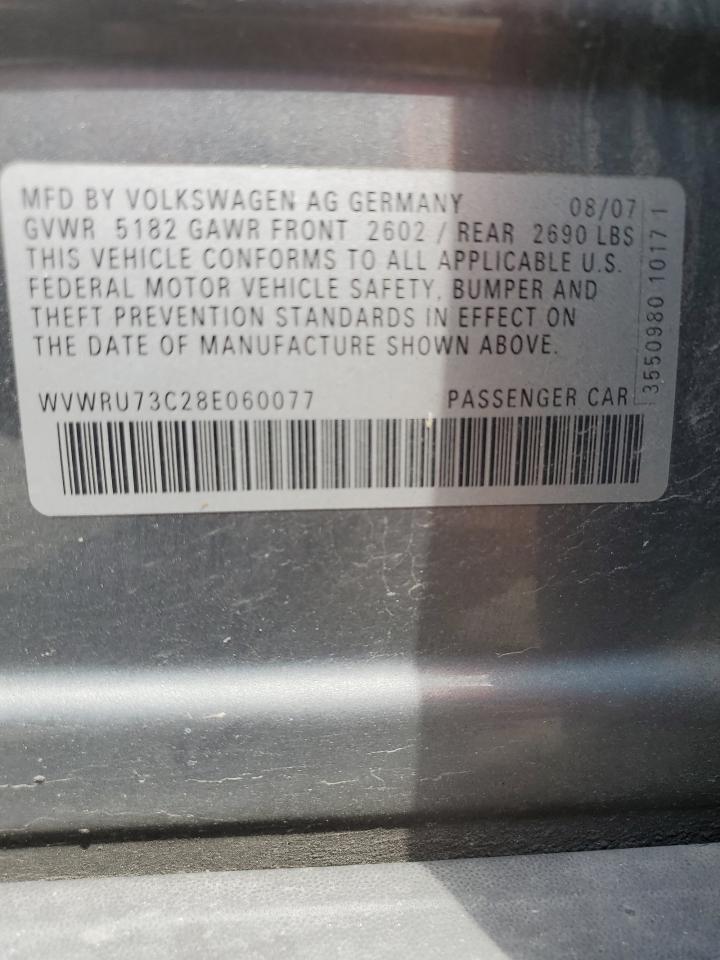 MFD BY VOLKSWAGEN AG GERMANY 08/07
GVWR 5182 GAWR FRONT 2602 / REAR 2690 LBS
THIS VEHICLE CONFORMS TO ALL APPLICABLE U.S.
FEDERAL MOTOR VEHICLE SAFETY, BUMPER AND
THEFT PREVENTION STANDARDS IN EFFECT ON
THE DATE OF MANUFACTURE SHOWN ABOVE.
WVWRU73C28E060077 PASSENGER CAR
3550980 10171